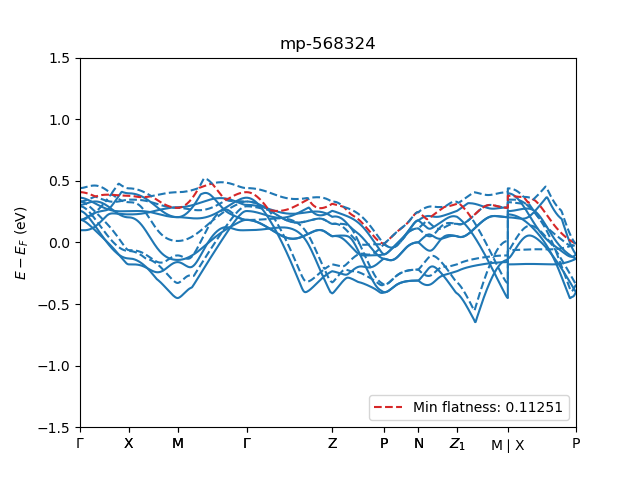 mp-568324
E − E_F (eV)
1.5
1.0
0.5
0.0
−0.5
−1.0
−1.5
Min flatness: 0.11251
Γ X M Γ Z P N Z₁ M | X P